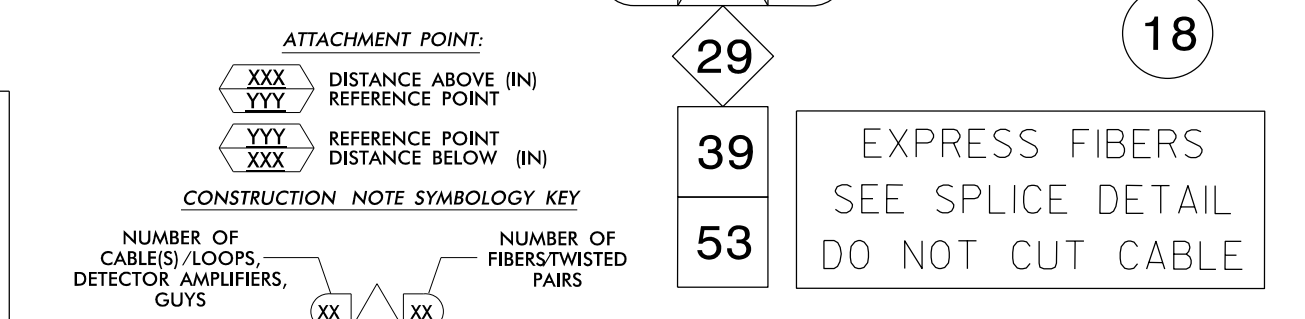 ATTACHMENT POINT:
XXX
YYY
DISTANCE ABOVE (IN)
REFERENCE POINT
YYY
XXX
REFERENCE POINT
DISTANCE BELOW (IN)
CONSTRUCTION NOTE SYMBOLOGY KEY
NUMBER OF
CABLE(S)/LOOPS,
DETECTOR AMPLIFIERS,
GUYS
XX
XX
NUMBER OF
FIBERS/TWISTED
PAIRS
29
39
53
18
EXPRESS FIBERS
SEE SPLICE DETAIL
DO NOT CUT CABLE